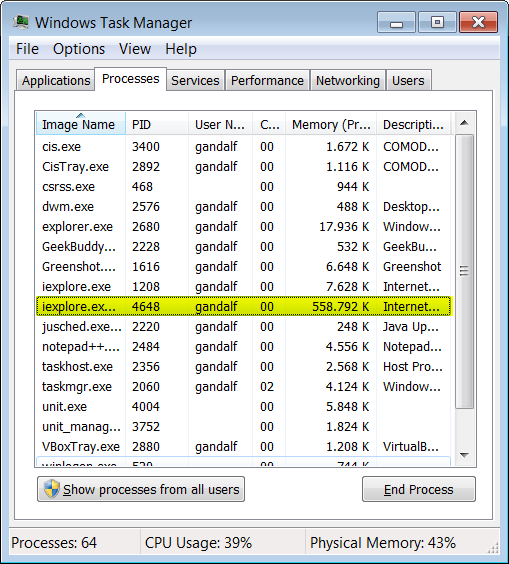 Windows Task Manager
File Options View Help
Applications Processes Services Performance Networking Users
Image Name PID User N... C... Memory (Pr... Descripti...
cis.exe 3400 gandalf 00 1.672 K COMOD...
CisTray.exe 2892 gandalf 00 1.116 K COMOD...
csrss.exe 468 00 944 K
dwm.exe 2576 gandalf 00 488 K Desktop...
explorer.exe 2680 gandalf 00 17.936 K Window...
GeekBuddy... 2228 gandalf 00 532 K GeekBu...
Greenshot.... 1616 gandalf 00 6.648 K Greenshot
iexplore.exe 1208 gandalf 00 7.628 K Internet...
iexplore.ex... 4648 gandalf 00 558.792 K Internet...
jusched.exe... 2220 gandalf 00 248 K Java Up...
notepad++.... 2484 gandalf 00 4.556 K Notepad...
taskhost.exe 2356 gandalf 00 2.568 K Host Pro...
taskmgr.exe 2060 gandalf 02 4.124 K Window...
unit.exe 4004 00 5.848 K
unit_manag... 3752 00 1.824 K
VBoxTray.exe 2880 gandalf 00 1.208 K VirtualB...
winlogon.exe 520 00 744 K
Show processes from all users End Process
Processes: 64 CPU Usage: 39% Physical Memory: 43%